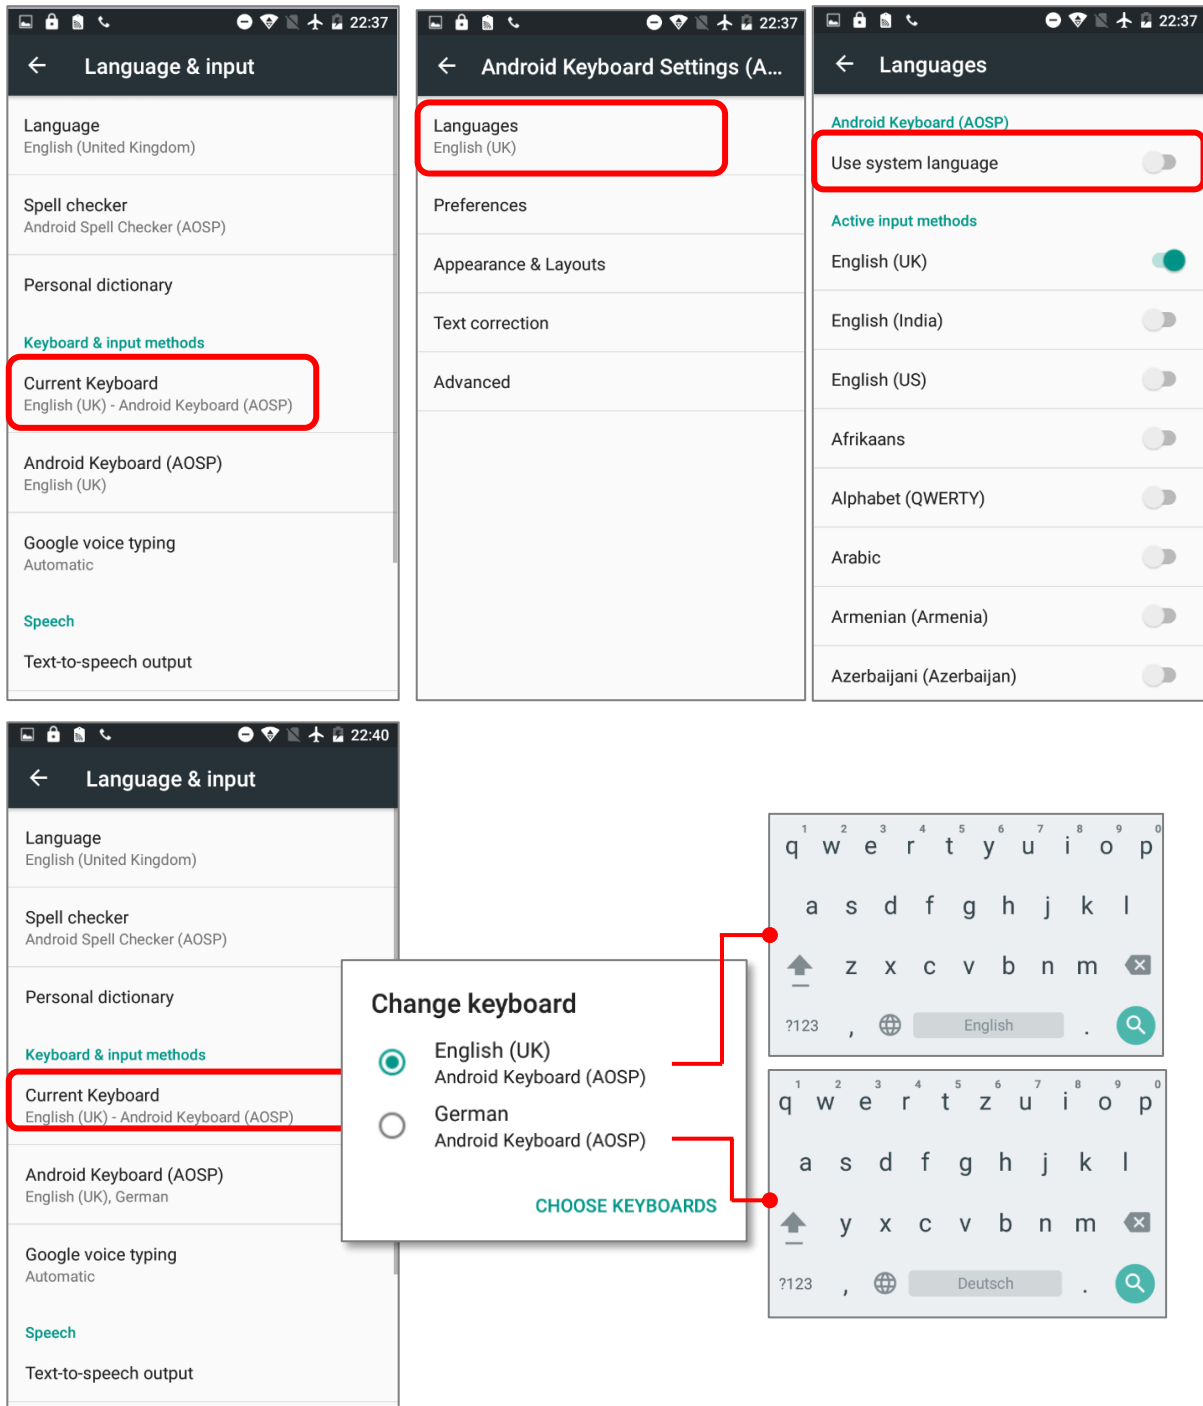 22:37
Language & input
Language
English (United Kingdom)
Spell checker
Android Spell Checker (AOSP)
Personal dictionary
Keyboard & input methods
Current Keyboard
English (UK) - Android Keyboard (AOSP)
Android Keyboard (AOSP)
English (UK)
Google voice typing
Automatic
Speech
Text-to-speech output
22:37
Android Keyboard Settings (A...
Languages
English (UK)
Preferences
Appearance & Layouts
Text correction
Advanced
22:37
Languages
Android Keyboard (AOSP)
Use system language
Active input methods
English (UK)
English (India)
English (US)
Afrikaans
Alphabet (QWERTY)
Arabic
Armenian (Armenia)
Azerbaijani (Azerbaijan)
22:40
Language & input
Language
English (United Kingdom)
Spell checker
Android Spell Checker (AOSP)
Personal dictionary
Keyboard & input methods
Current Keyboard
English (UK) - Android Keyboard (AOSP)
Android Keyboard (AOSP)
English (UK), German
Google voice typing
Automatic
Speech
Text-to-speech output
Change keyboard
English (UK)
Android Keyboard (AOSP)
German
Android Keyboard (AOSP)
CHOOSE KEYBOARDS
1 2 3 4 5 6 7 8 9 0
q w e r t y u i o p
a s d f g h j k l
z x c v b n m
?123 , English .
1 2 3 4 5 6 7 8 9 0
q w e r t z u i o p
a s d f g h j k l
y x c v b n m
?123 , Deutsch .